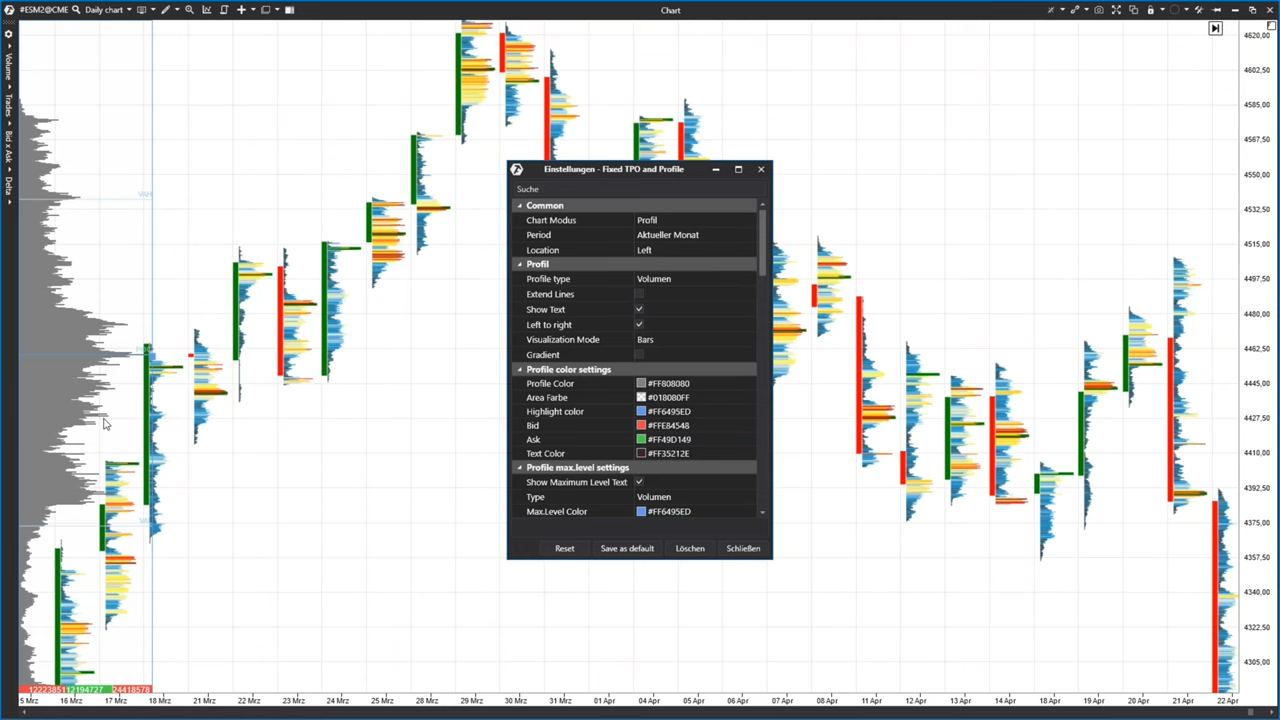 #ESM2@CME Daily chart Chart
Volume
Trades
Bid x Ask
Delta
4620,00
4602,50
4585,00
4567,50
4550,00
4532,50
4515,00
4497,50
4480,00
4462,50
4445,00
4427,50
4410,00
4392,50
4375,00
4357,50
4340,00
4322,50
4305,00
VAH
Einstellungen - Fixed TPO and Profile
Suche
Common
Chart Modus Profil
Period Aktueller Monat
Location Left
Profil
Profile type Volumen
Extend Lines
Show Text
Left to right
Visualization Mode Bars
Gradient
Profile color settings
Profile Color #FF808080
Area Farbe #018080FF
Highlight color #FF6495ED
Bid #FFE84548
Ask #FF49D149
Text Color #FF35212E
Profile max.level settings
Show Maximum Level Text
Type Volumen
Max.Level Color #FF6495ED
Reset Save as default Löschen Schließen
24418578
5 Mrz 16 Mrz 17 Mrz 18 Mrz 21 Mrz 22 Mrz 23 Mrz 24 Mrz 25 Mrz 28 Mrz 29 Mrz 30 Mrz 31 Mrz 01 Apr 04 Apr 05 Apr 06 Apr 07 Apr 08 Apr 11 Apr 12 Apr 13 Apr 14 Apr 18 Apr 19 Apr 20 Apr 21 Apr 22 Apr